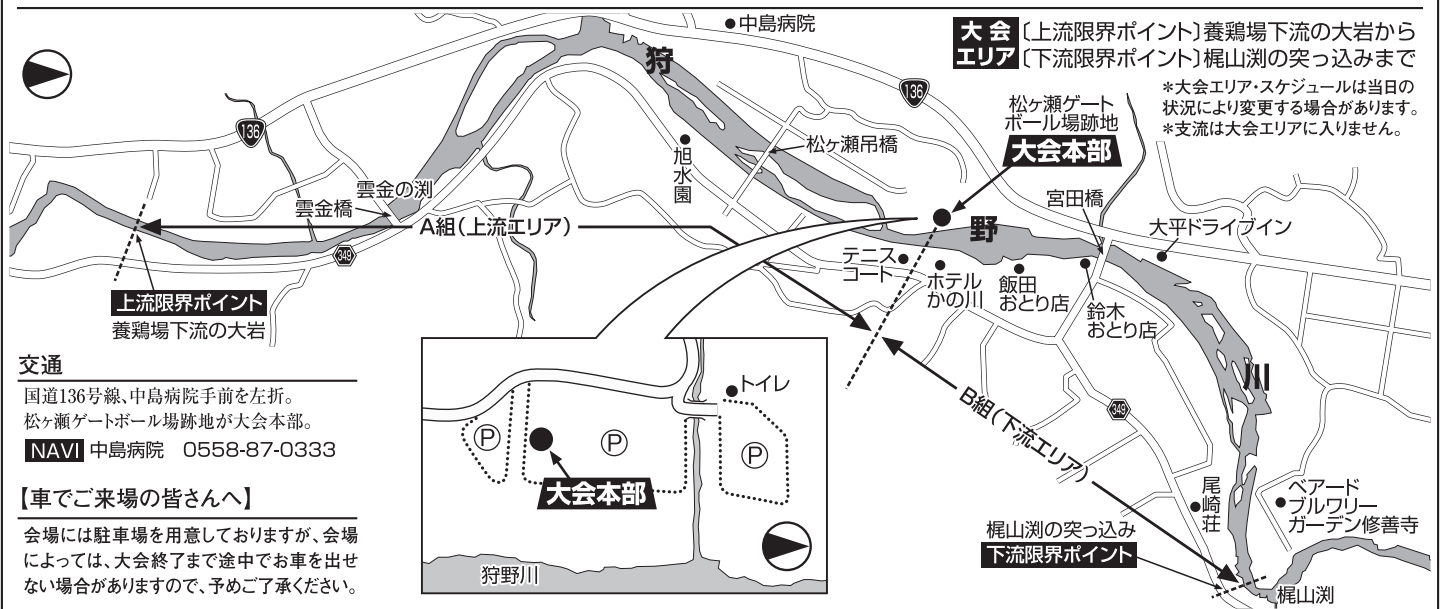 大会エリア
〔上流限界ポイント〕養鶏場下流の大岩から
〔下流限界ポイント〕梶山渕の突っ込みまで
*大会エリア・スケジュールは当日の
状況により変更する場合があります。
*支流は大会エリアに入りません。
中島病院
狩
136
136
松ヶ瀬ゲート
ボール場跡地
大会本部
松ヶ瀬吊橋
旭水園
雲金の渕
雲金橋
宮田橋
大平ドライブイン
A組(上流エリア)
野
349
テニス
コート
ホテル
かの川
飯田
おとり店
鈴木
おとり店
上流限界ポイント
養鶏場下流の大岩
川
349
B組(下流エリア)
尾崎荘
ベアード
ブルワリー
ガーデン修善寺
梶山渕の突っ込み
下流限界ポイント
梶山渕
トイレ
P
P
P
大会本部
狩野川
交通
国道136号線、中島病院手前を左折。
松ヶ瀬ゲートボール場跡地が大会本部。
NAVI 中島病院 0558-87-0333
【車でご来場の皆さんへ】
会場には駐車場を用意しておりますが、会場
によっては、大会終了まで途中でお車を出せ
ない場合がありますので、予めご了承ください。